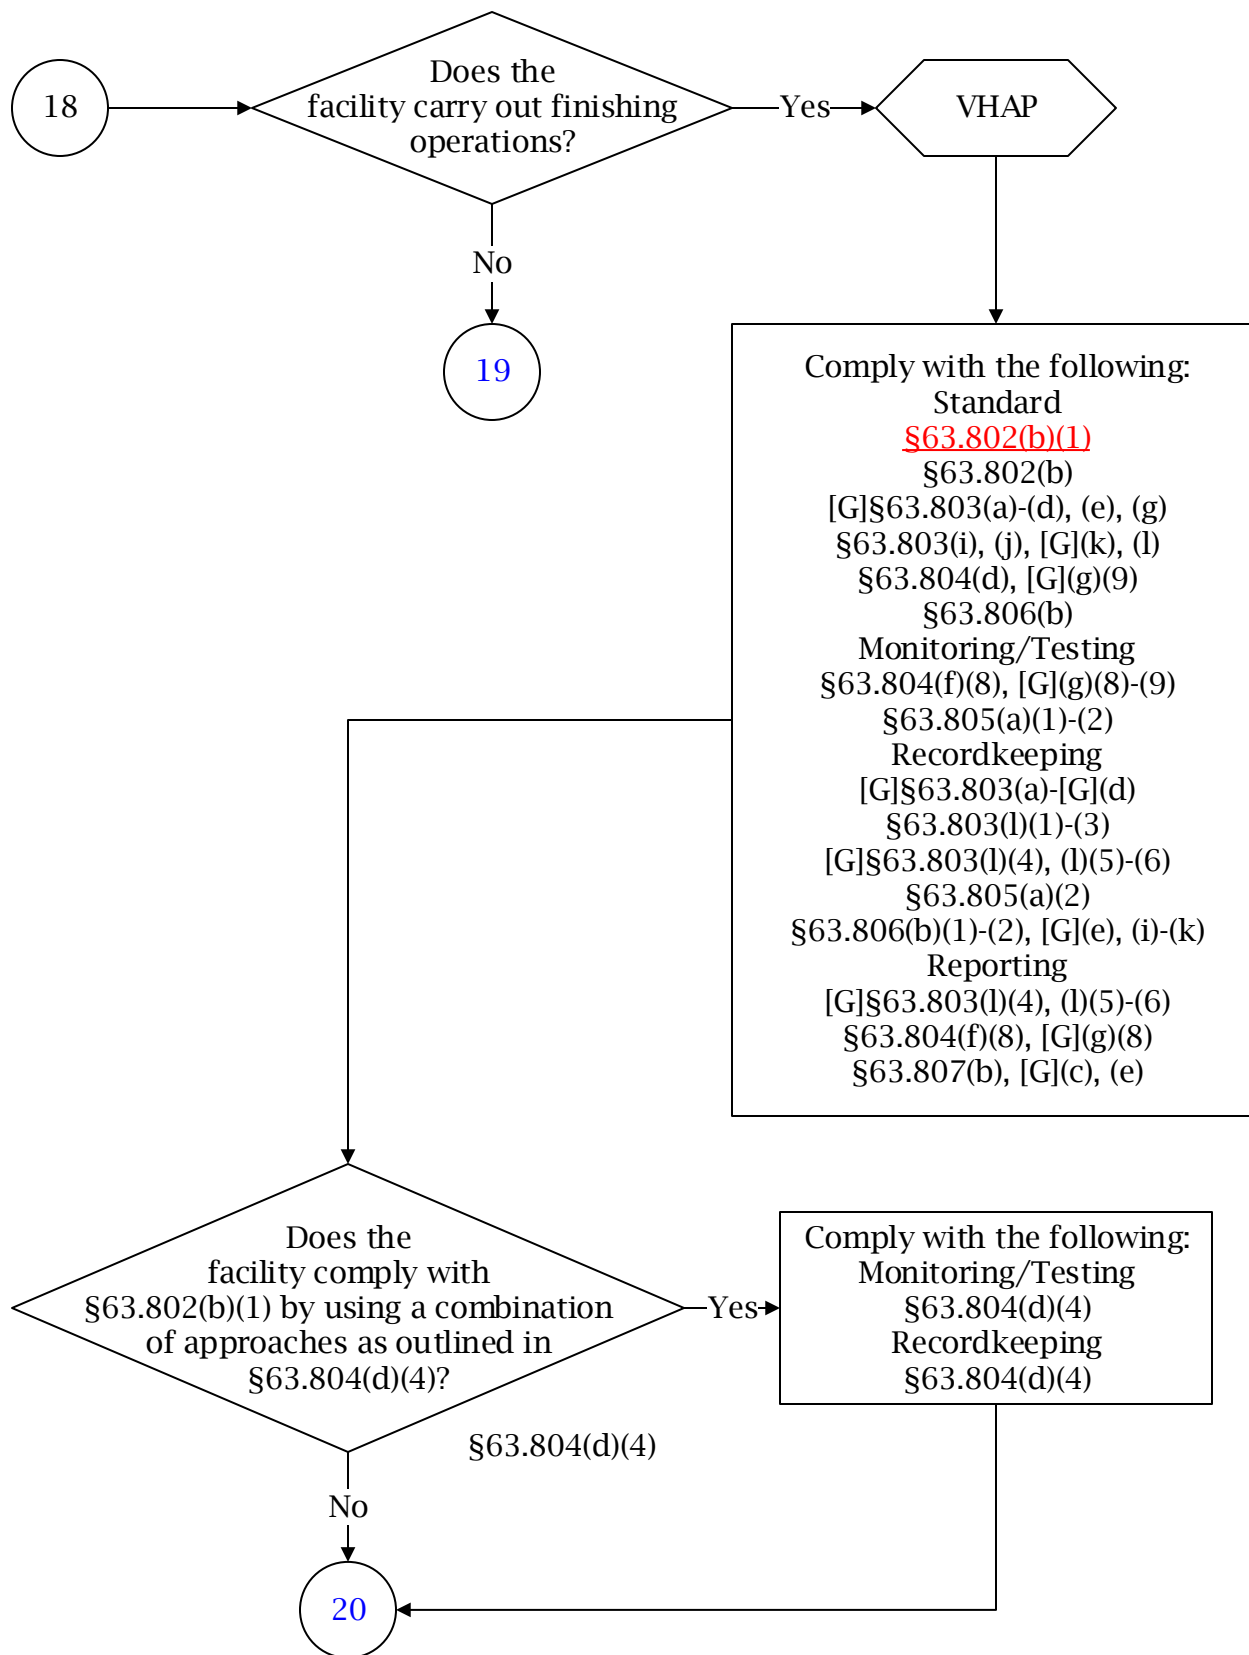 18
Does the
facility carry out finishing
operations?
Yes
VHAP
No
19
Comply with the following:
Standard
§63.802(b)(1)
§63.802(b)
[G]§63.803(a)-(d), (e), (g)
§63.803(i), (j), [G](k), (l)
§63.804(d), [G](g)(9)
§63.806(b)
Monitoring/Testing
§63.804(f)(8), [G](g)(8)-(9)
§63.805(a)(1)-(2)
Recordkeeping
[G]§63.803(a)-[G](d)
§63.803(l)(1)-(3)
[G]§63.803(l)(4), (l)(5)-(6)
§63.805(a)(2)
§63.806(b)(1)-(2), [G](e), (i)-(k)
Reporting
[G]§63.803(l)(4), (l)(5)-(6)
§63.804(f)(8), [G](g)(8)
§63.807(b), [G](c), (e)
Does the
facility comply with
§63.802(b)(1) by using a combination
of approaches as outlined in
§63.804(d)(4)?
Yes
Comply with the following:
Monitoring/Testing
§63.804(d)(4)
Recordkeeping
§63.804(d)(4)
§63.804(d)(4)
No
20